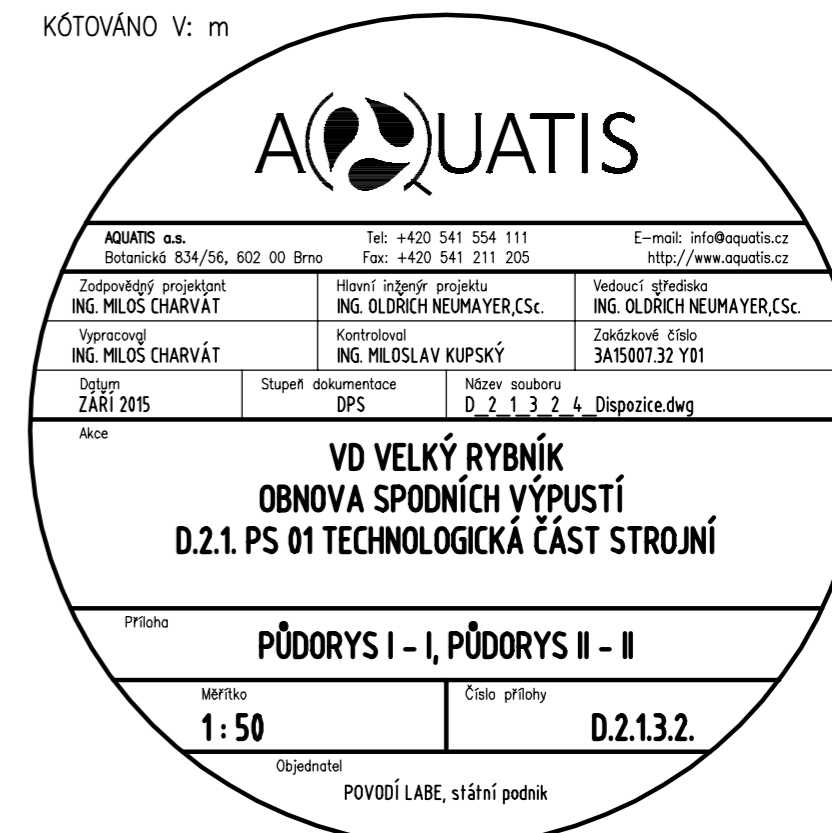 KÓTOVÁNO V: m
AQUATIS
AQUATIS a.s. Tel: +420 541 554 111 E-mail: info@aquatis.cz
Botanická 834/56, 602 00 Brno Fax: +420 541 211 205 http://www.aquatis.cz
Zodpovědný projektant Hlavní inženýr projektu Vedoucí střediska
ING. MILOŠ CHARVÁT ING. OLDŘICH NEUMAYER,CSc. ING. OLDŘICH NEUMAYER,CSc.
Vypracoval Kontroloval Zakázkové číslo
ING. MILOŠ CHARVÁT ING. MILOSLAV KUPSKÝ 3A15007.32 Y01
Datum Stupeň dokumentace Název souboru
ZÁŘÍ 2015 DPS D_2_1_3_2_4_Dispozice.dwg
Akce
VD VELKÝ RYBNÍK
OBNOVA SPODNÍCH VÝPUSTÍ
D.2.1. PS 01 TECHNOLOGICKÁ ČÁST STROJNÍ
Příloha
PŮDORYS I - I, PŮDORYS II - II
Měřítko Číslo přílohy
1 : 50 D.2.1.3.2.
Objednatel
POVODÍ LABE, státní podnik